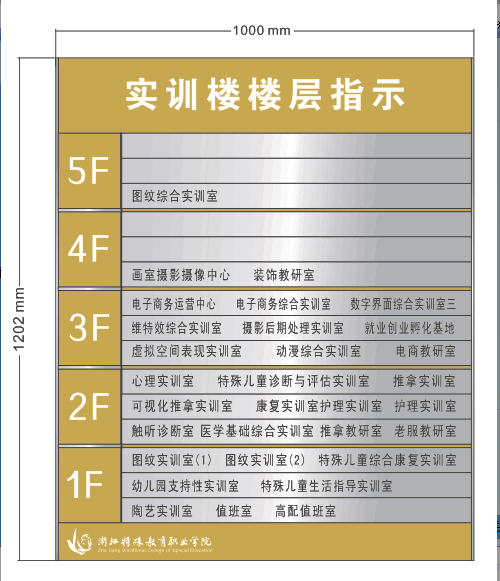 1000 mm
1202 mm
实训楼楼层指示
5F
图纹综合实训室
4F
画室摄影摄像中心 装饰教研室
3F
电子商务运营中心 电子商务综合实训室 数字界面综合实训室三
维特效综合实训室 摄影后期处理实训室 就业创业孵化基地
虚拟空间表现实训室 动漫综合实训室 电商教研室
2F
心理实训室 特殊儿童诊断与评估实训室 推拿实训室
可视化推拿实训室 康复实训室护理实训室 护理实训室
触听诊断室 医学基础综合实训室 推拿教研室 老服教研室
1F
图纹实训室(1) 图纹实训室(2) 特殊儿童综合康复实训室
幼儿园支持性实训室 特殊儿童生活指导实训室
陶艺实训室 值班室 高配值班室
浙江特殊教育职业学院
Zhe Jiang Vocational College of Special Education